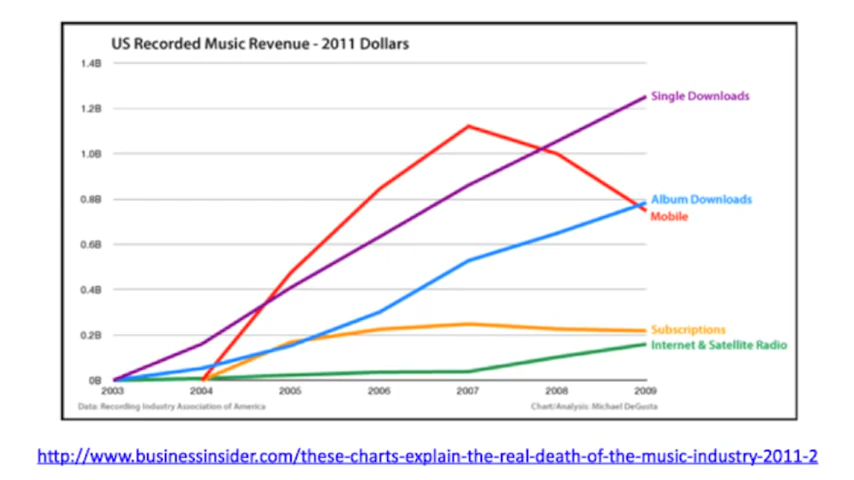 US Recorded Music Revenue - 2011 Dollars
1.4B
1.2B
Single Downloads
1.0B
0.8B
Album Downloads
Mobile
0.6B
0.4B
0.2B
Subscriptions
Internet & Satellite Radio
0B
2003 2004 2005 2006 2007 2008 2009
Data: Recording Industry Association of America Chart/Analysis: Michael DeGusta
http://www.businessinsider.com/these-charts-explain-the-real-death-of-the-music-industry-2011-2